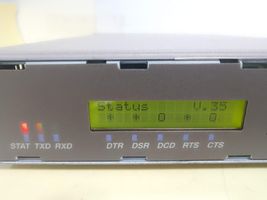 Status V.35
* * 0 * 0
STAT TXD RXD DTR DSR DCD RTS CTS